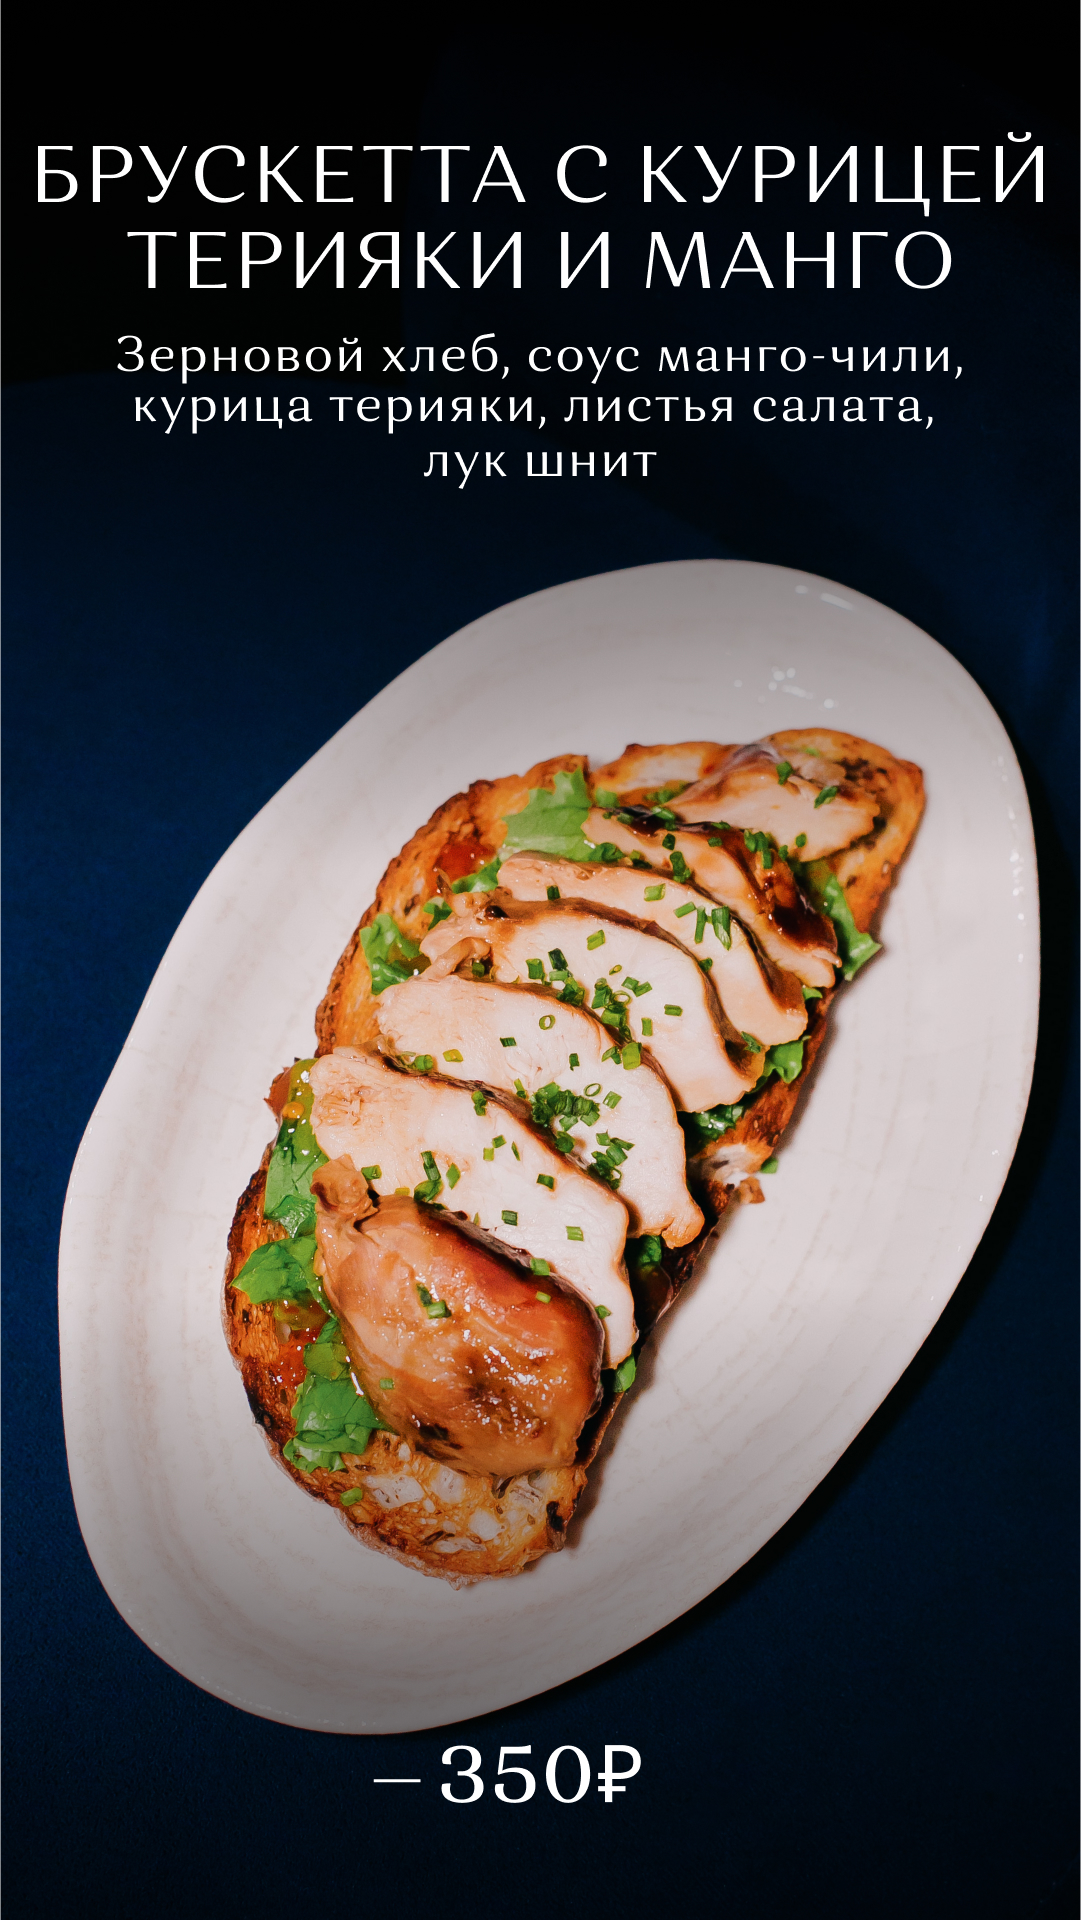 БРУСКЕТТА С КУРИЦЕЙ
ТЕРИЯКИ И МАНГО
Зерновой хлеб, соус манго-чили,
курица терияки, листья салата,
лук шнит
— 350₽